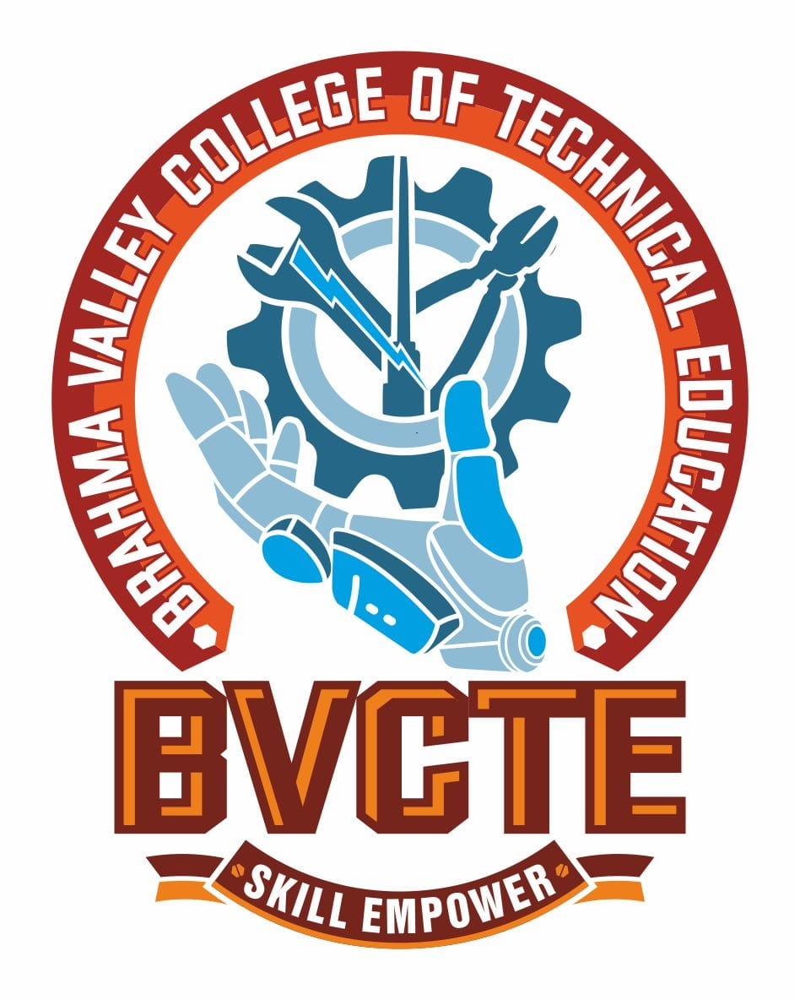 BRAHMA VALLEY COLLEGE OF TECHNICAL EDUCATION
BVCTE
SKILL EMPOWER